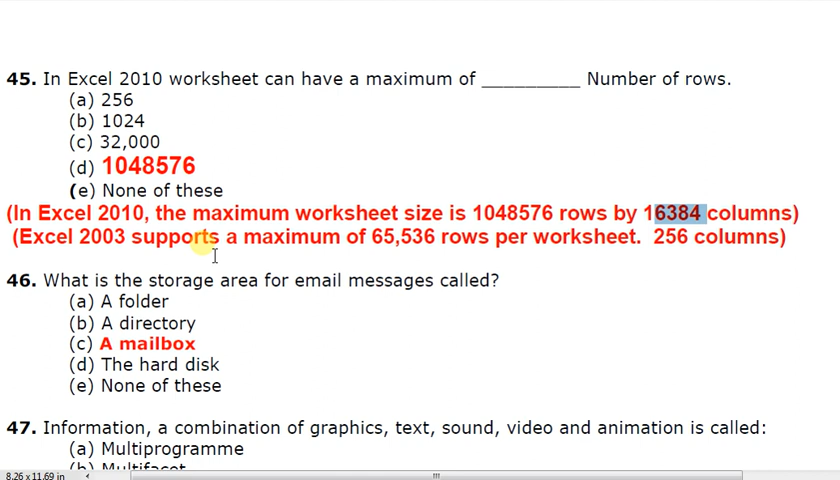 45. In Excel 2010 worksheet can have a maximum of _________ Number of rows.
(a) 256
(b) 1024
(c) 32,000
(d) 1048576
(e) None of these
(In Excel 2010, the maximum worksheet size is 1048576 rows by 16384 columns)
(Excel 2003 supports a maximum of 65,536 rows per worksheet. 256 columns)
46. What is the storage area for email messages called?
(a) A folder
(b) A directory
(c) A mailbox
(d) The hard disk
(e) None of these
47. Information, a combination of graphics, text, sound, video and animation is called:
(a) Multiprogramme
(b) Multifacet
8.26 x 11.69 in